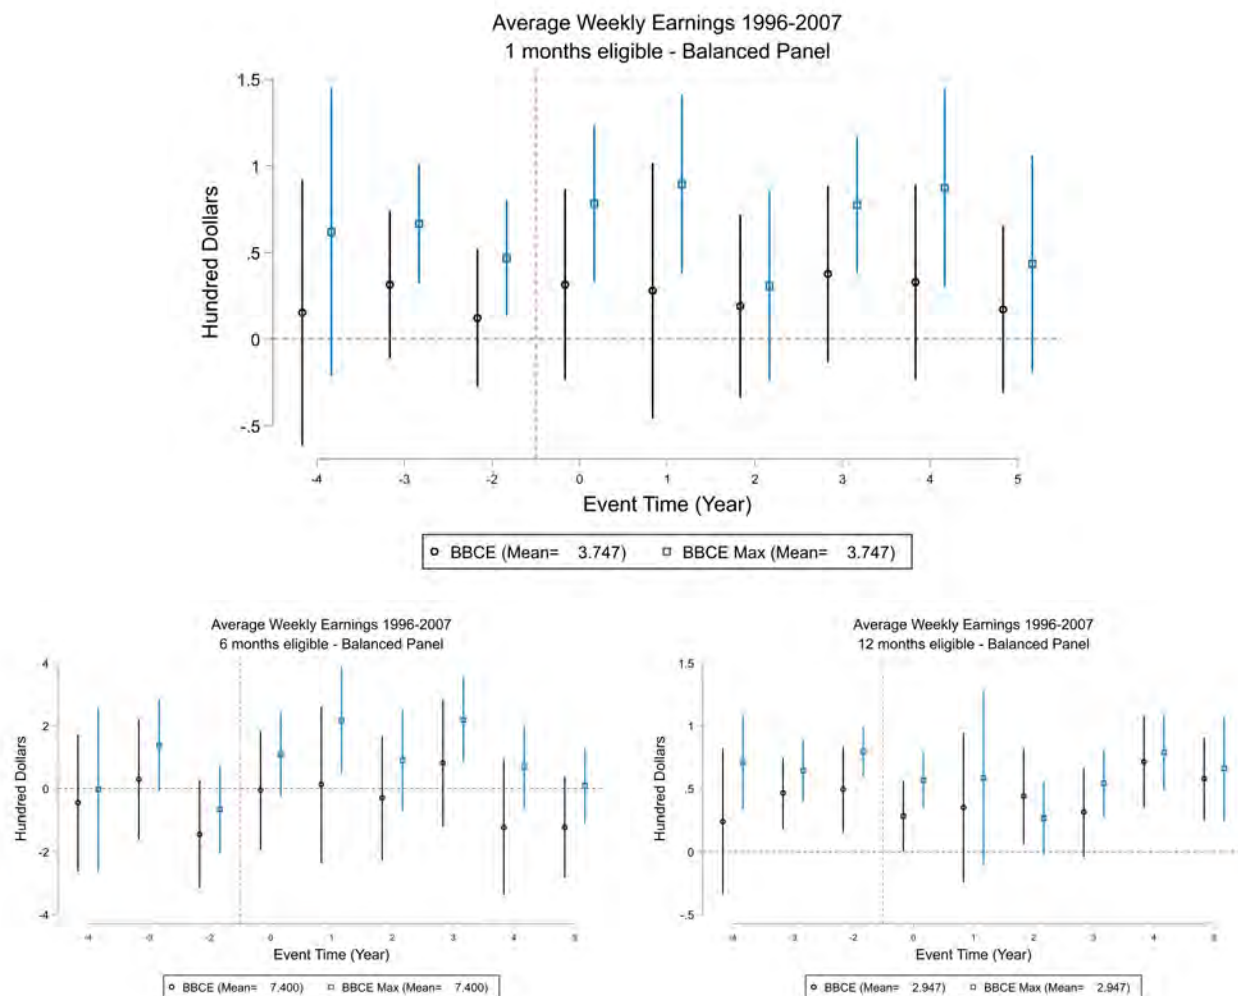 Average Weekly Earnings 1996-2007
1 months eligible - Balanced Panel
Hundred Dollars
1.5
1
.5
0
-.5
-4 -3 -2 0 1 2 3 4 5
Event Time (Year)
BBCE (Mean= 3.747) BBCE Max (Mean= 3.747)
Average Weekly Earnings 1996-2007
6 months eligible - Balanced Panel
Hundred Dollars
4
2
0
-2
-4
-4 -3 -2 0 1 2 3 4 5
Event Time (Year)
BBCE (Mean= 7.400) BBCE Max (Mean= 7.400)
Average Weekly Earnings 1996-2007
12 months eligible - Balanced Panel
Hundred Dollars
1.5
1
.5
0
-.5
-4 -3 -2 0 1 2 3 4 5
Event Time (Year)
BBCE (Mean= 2.947) BBCE Max (Mean= 2.947)